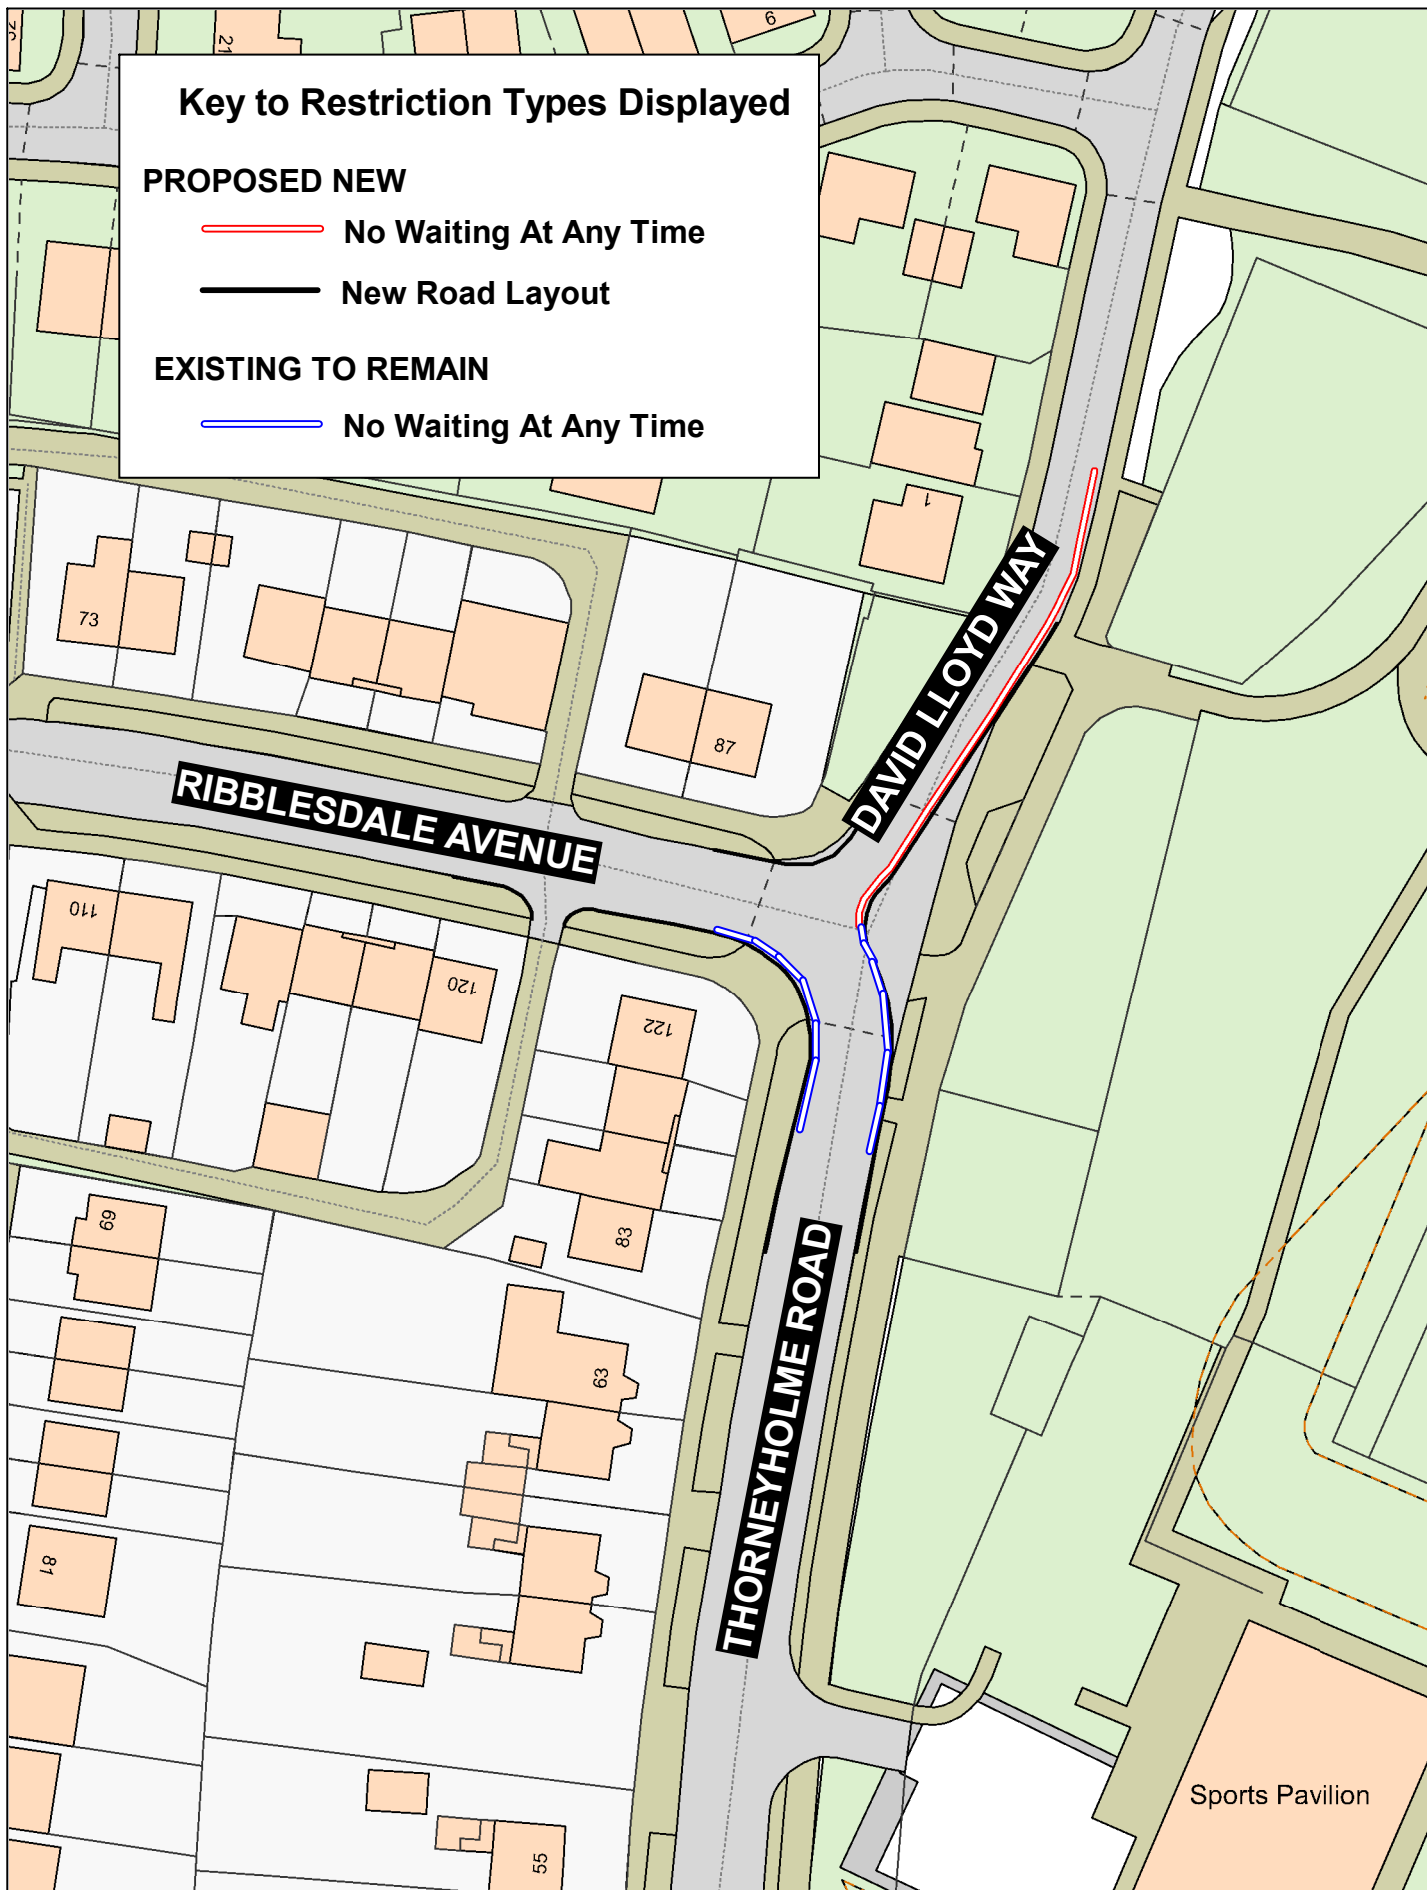 6
21
Key to Restriction Types Displayed
PROPOSED NEW
No Waiting At Any Time
New Road Layout
EXISTING TO REMAIN
No Waiting At Any Time
1
DAVID LLOYD WAY
73
87
RIBBLESDALE AVENUE
110
120
122
69
83
63
THORNEYHOLME ROAD
81
Sports Pavilion
55